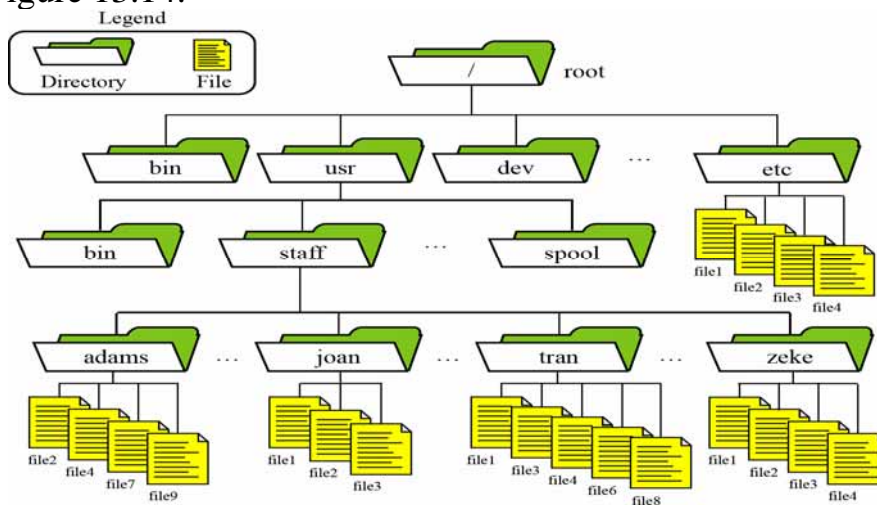 igure 13.14.
Legend
Directory File
/ root
bin usr dev ... etc
bin staff ... spool
file1 file2 file3 file4
adams ... joan ... tran ... zeke
file2 file4 file7 file9
file1 file2 file3
file1 file3 file4 file6 file8
file1 file2 file3 file4